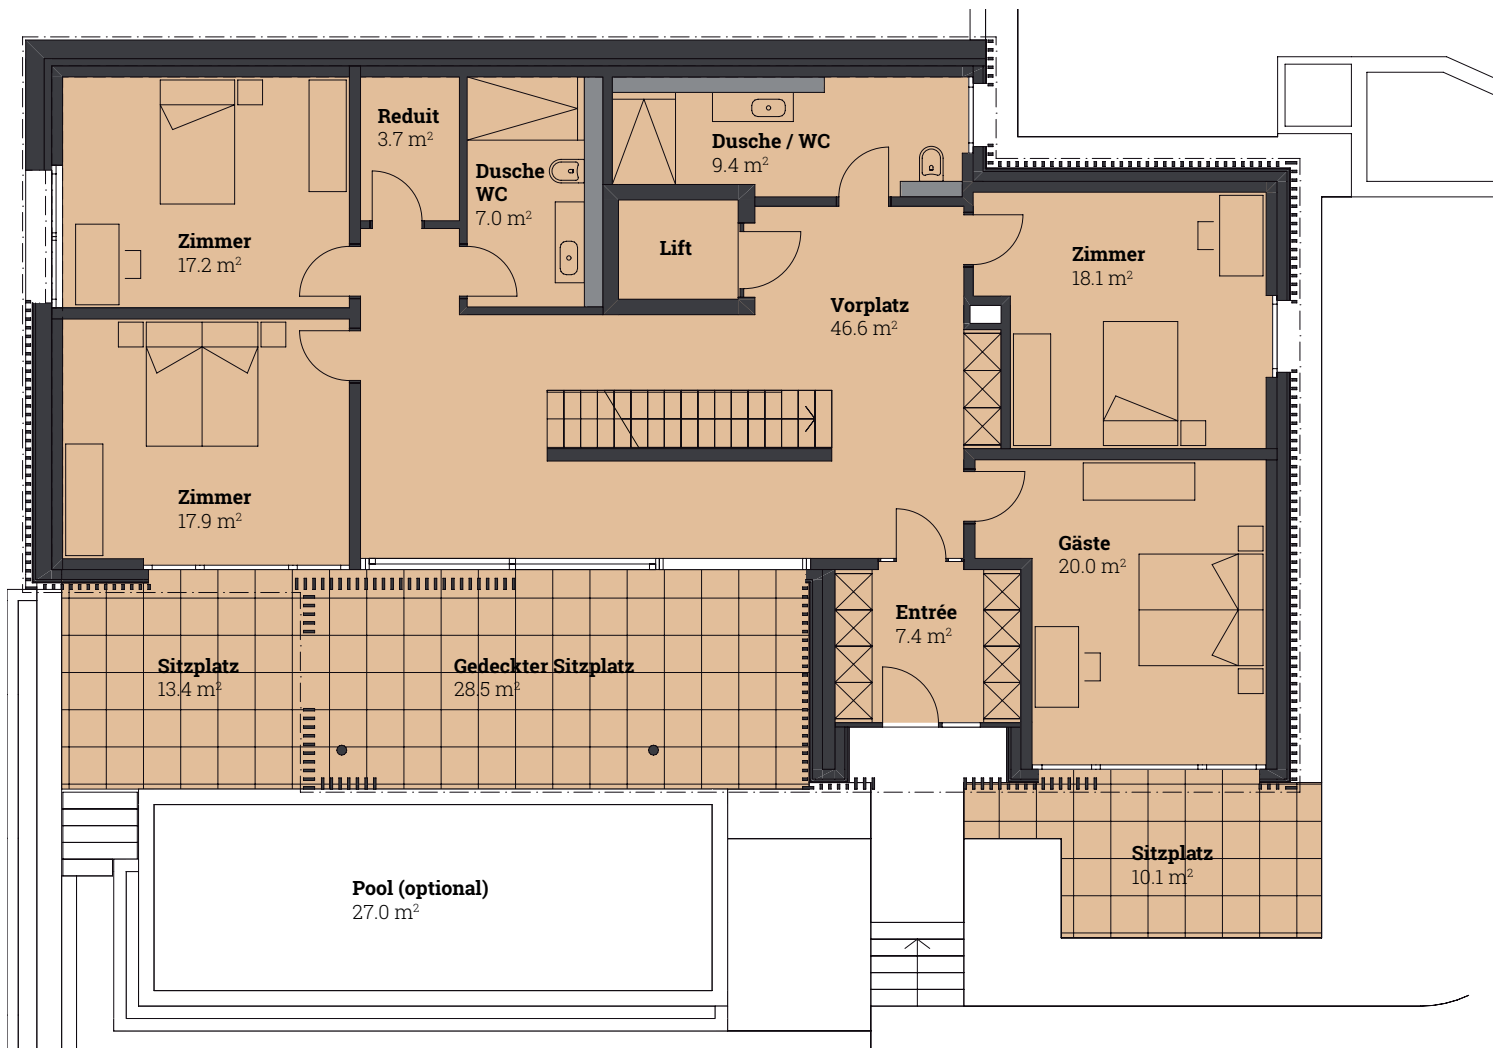 Reduit
3.7 m²
Dusche
WC
7.0 m²
Dusche / WC
9.4 m²
Zimmer
17.2 m²
Lift
Zimmer
18.1 m²
Vorplatz
46.6 m²
Zimmer
17.9 m²
Gäste
20.0 m²
Entrée
7.4 m²
Sitzplatz
13.4 m²
Gedeckter Sitzplatz
28.5 m²
Sitzplatz
10.1 m²
Pool (optional)
27.0 m²